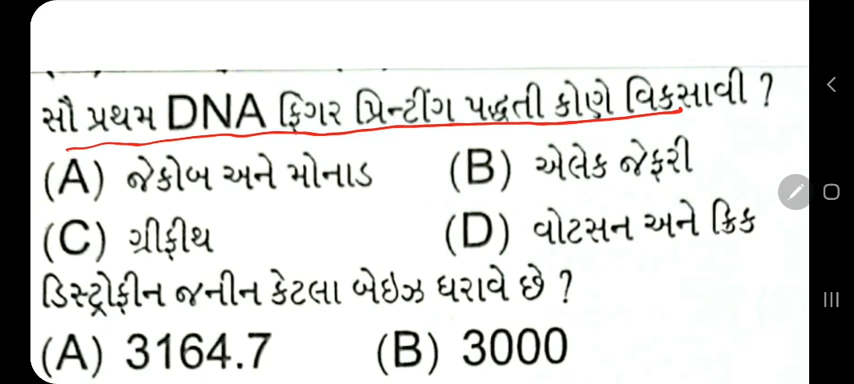 સૌ પ્રથમ DNA ફિગર પ્રિન્ટીંગ પદ્ધતી કોણે વિકસાવી ?
(A) જેકોબ અને મોનાડ (B) એલેક જેફરી
(C) ગ્રીફીથ (D) વોટસન અને ક્રિક
ડિસ્ટ્રોફીન જનીન કેટલા બેઇઝ ધરાવે છે ?
(A) 3164.7 (B) 3000